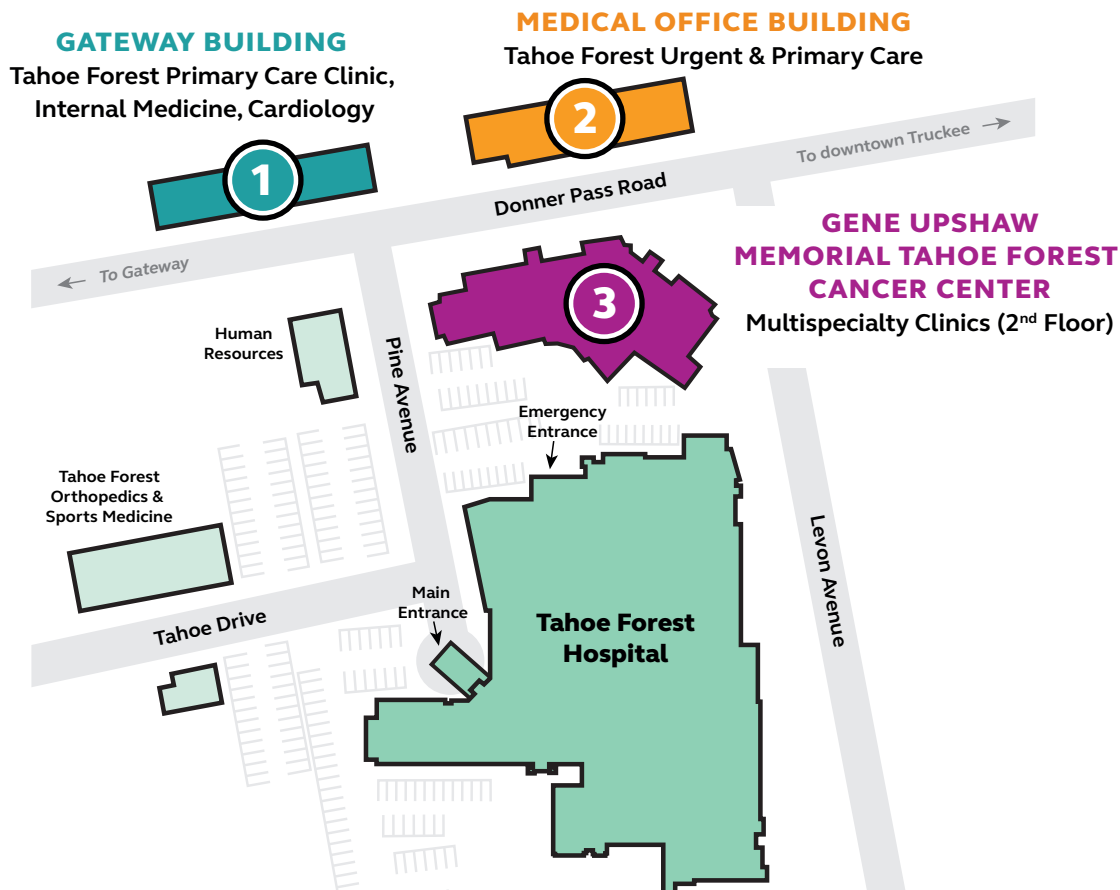 GATEWAY BUILDING
Tahoe Forest Primary Care Clinic,
Internal Medicine, Cardiology
MEDICAL OFFICE BUILDING
Tahoe Forest Urgent & Primary Care
1
2
To downtown Truckee
Donner Pass Road
To Gateway
GENE UPSHAW
MEMORIAL TAHOE FOREST
CANCER CENTER
Multispecialty Clinics (2nd Floor)
3
Human
Resources
Pine Avenue
Emergency
Entrance
Tahoe Forest
Orthopedics &
Sports Medicine
Levon Avenue
Main
Entrance
Tahoe Drive
Tahoe Forest
Hospital